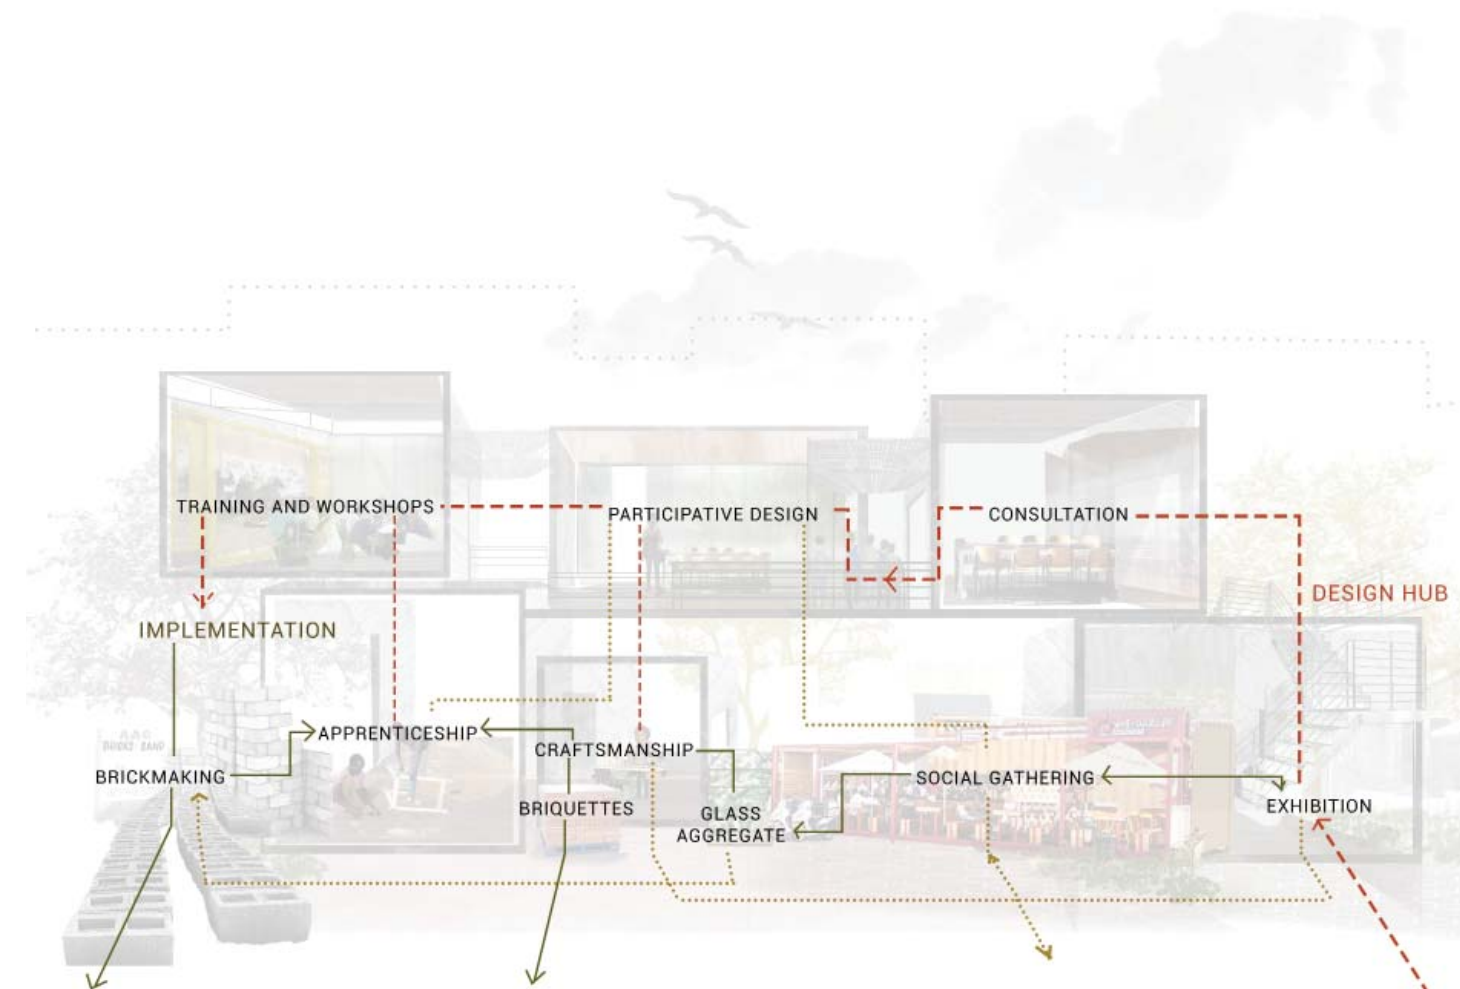 TRAINING AND WORKSHOPS
PARTICIPATIVE DESIGN
CONSULTATION
DESIGN HUB
IMPLEMENTATION
APPRENTICESHIP
CRAFTSMANSHIP
BRICKMAKING
SOCIAL GATHERING
BRIQUETTES
GLASS
AGGREGATE
EXHIBITION